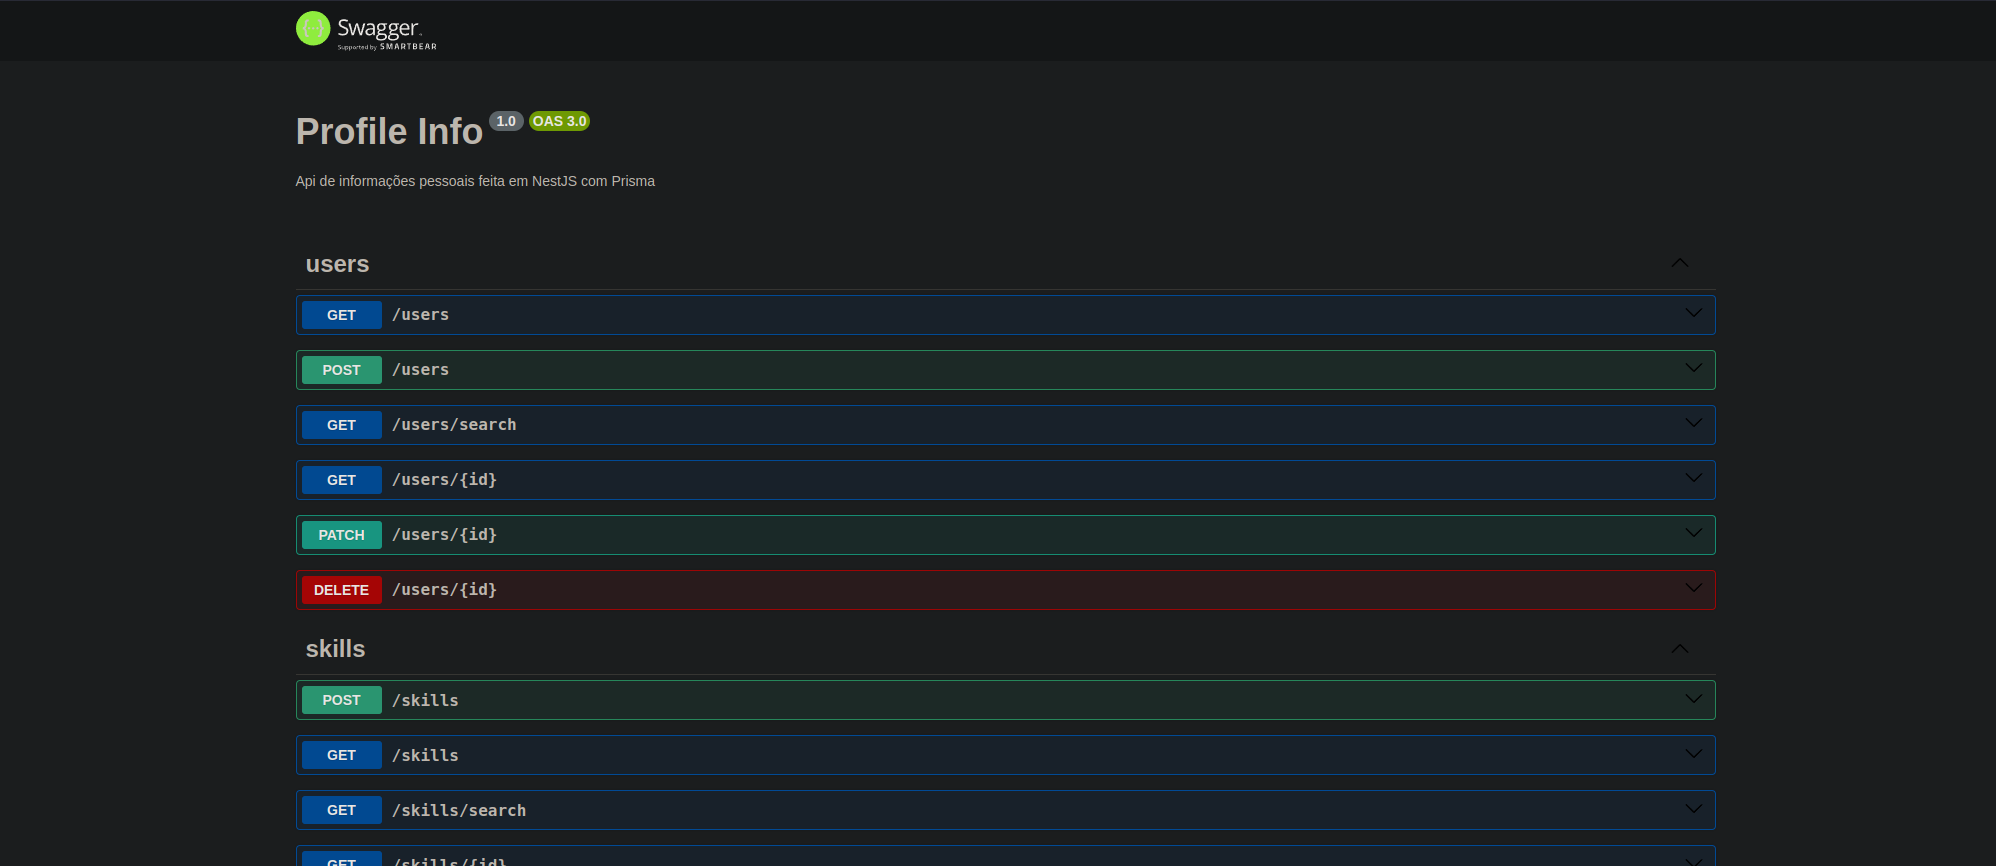 Swagger
Supported by SMARTBEAR
Profile Info 1.0 OAS 3.0
Api de informações pessoais feita em NestJS com Prisma
users
GET /users
POST /users
GET /users/search
GET /users/{id}
PATCH /users/{id}
DELETE /users/{id}
skills
POST /skills
GET /skills
GET /skills/search
GET /skills/{id}